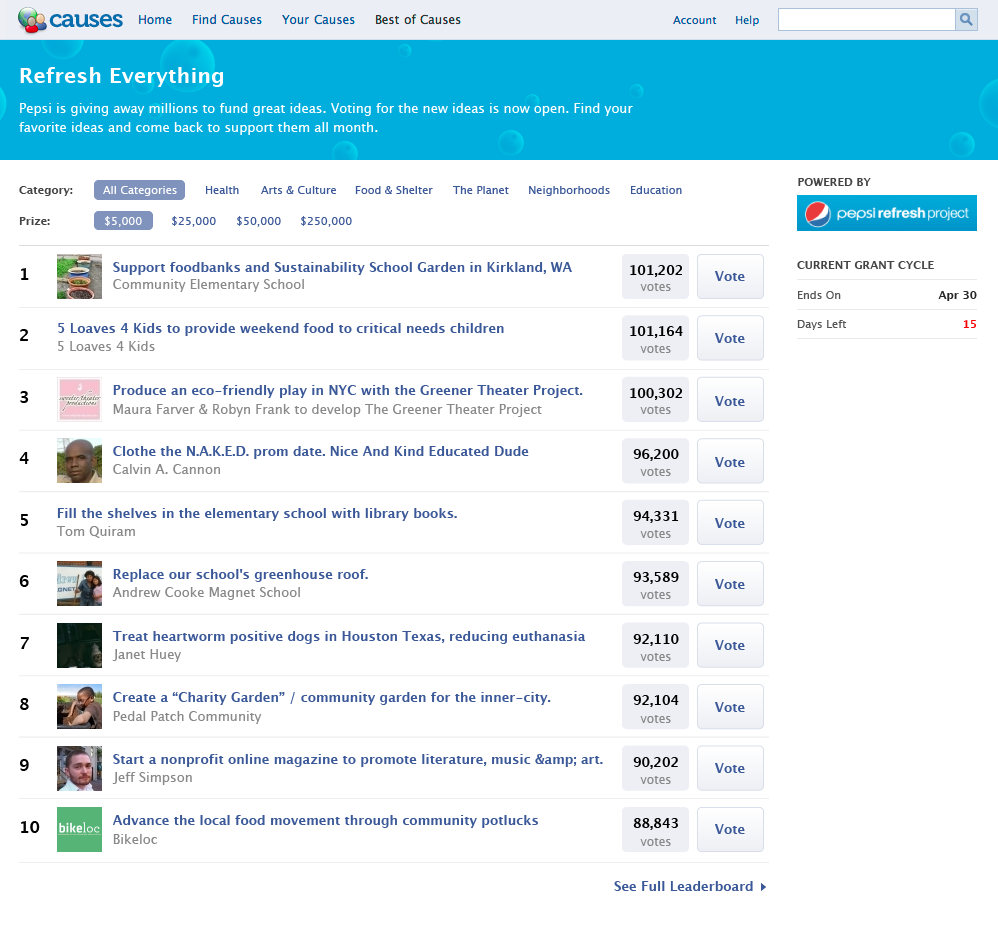 causes Home Find Causes Your Causes Best of Causes Account Help
Refresh Everything
Pepsi is giving away millions to fund great ideas. Voting for the new ideas is now open. Find your
favorite ideas and come back to support them all month.
Category: All Categories Health Arts & Culture Food & Shelter The Planet Neighborhoods Education
Prize: $5,000 $25,000 $50,000 $250,000
1
Support foodbanks and Sustainability School Garden in Kirkland, WA
Community Elementary School
101,202
votes
Vote
2
5 Loaves 4 Kids to provide weekend food to critical needs children
5 Loaves 4 Kids
101,164
votes
Vote
3
Produce an eco-friendly play in NYC with the Greener Theater Project.
Maura Farver & Robyn Frank to develop The Greener Theater Project
100,302
votes
Vote
4
Clothe the N.A.K.E.D. prom date. Nice And Kind Educated Dude
Calvin A. Cannon
96,200
votes
Vote
5
Fill the shelves in the elementary school with library books.
Tom Quiram
94,331
votes
Vote
6
Replace our school's greenhouse roof.
Andrew Cooke Magnet School
93,589
votes
Vote
7
Treat heartworm positive dogs in Houston Texas, reducing euthanasia
Janet Huey
92,110
votes
Vote
8
Create a “Charity Garden” / community garden for the inner-city.
Pedal Patch Community
92,104
votes
Vote
9
Start a nonprofit online magazine to promote literature, music &amp; art.
Jeff Simpson
90,202
votes
Vote
10
bikeloc
Advance the local food movement through community potlucks
Bikeloc
88,843
votes
Vote
See Full Leaderboard
POWERED BY
pepsi refresh project
CURRENT GRANT CYCLE
Ends On Apr 30
Days Left 15